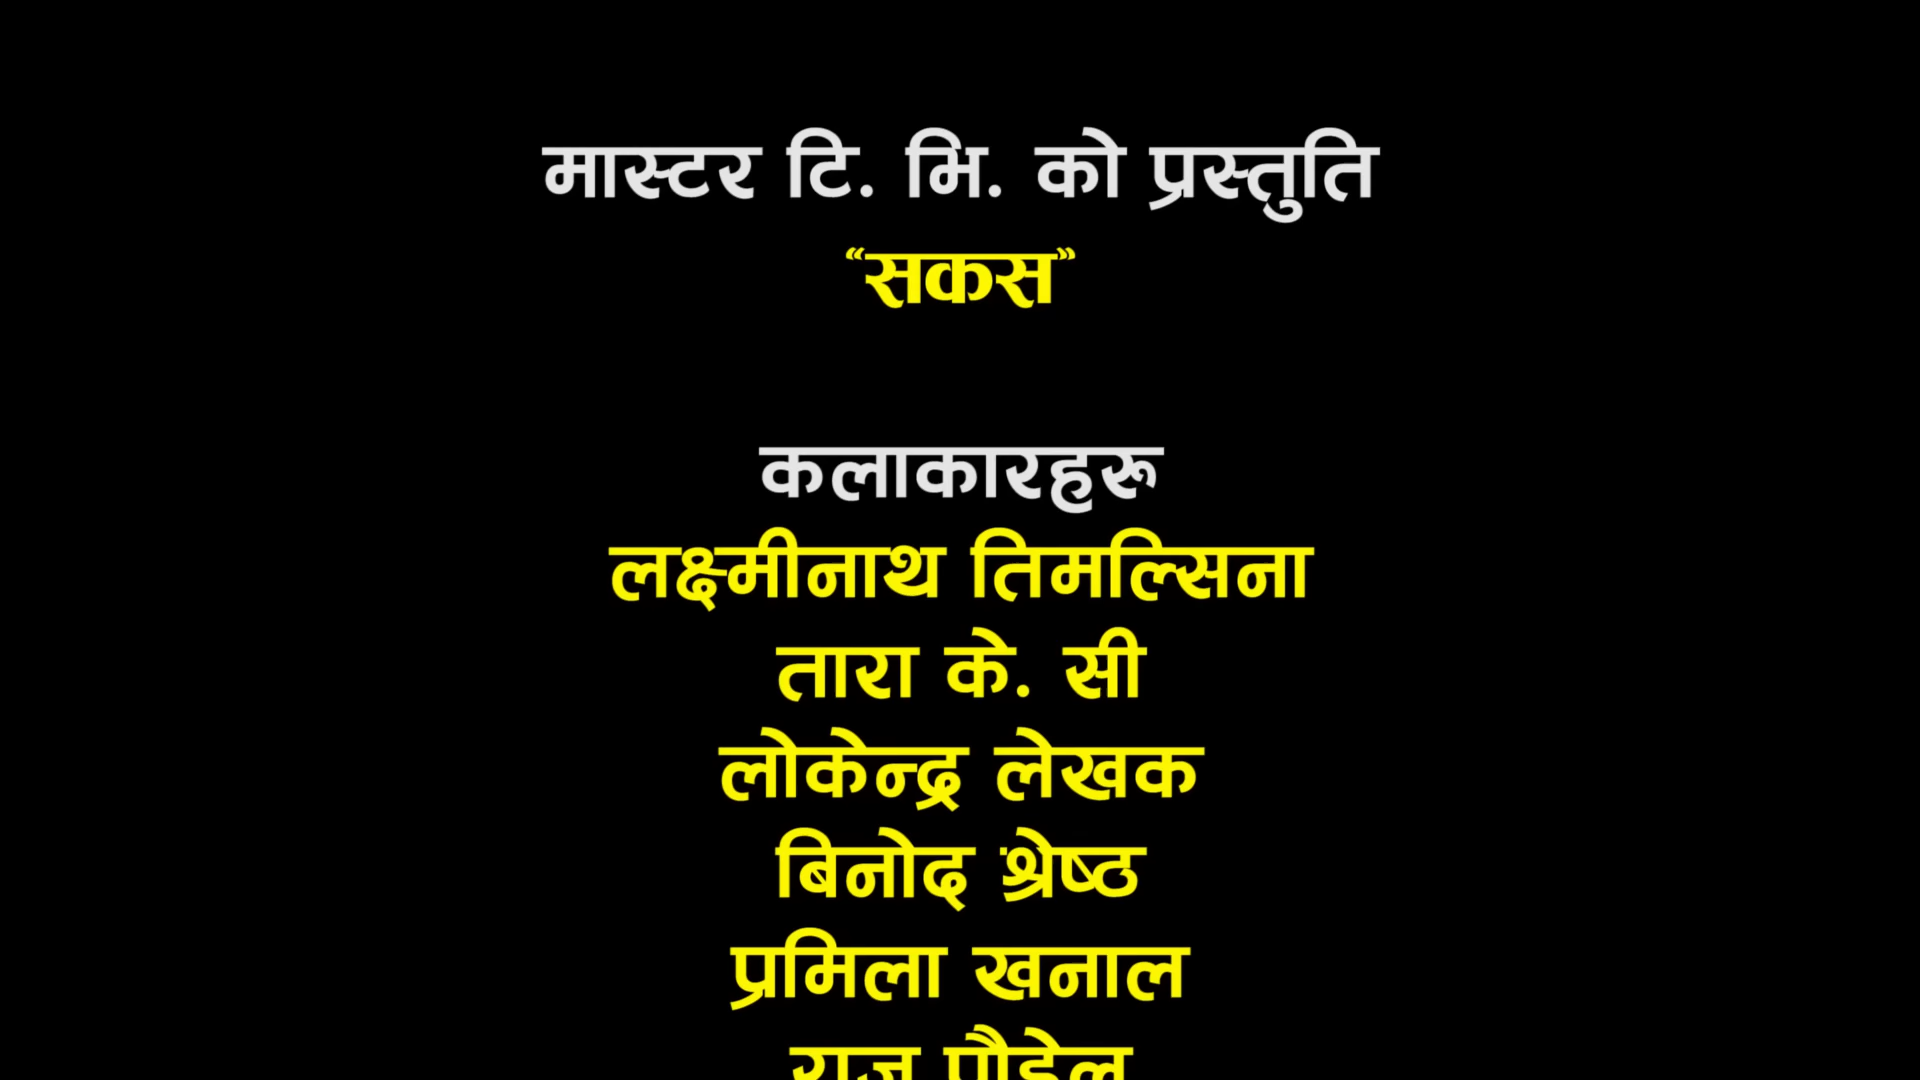 मास्टर टि. भि. को प्रस्तुति
“सकस”
कलाकारहरू
लक्ष्मीनाथ तिमल्सिना
तारा के. सी
लोकेन्द्र लेखक
बिनोद श्रेष्ठ
प्रमिला खनाल
राज पौडेल